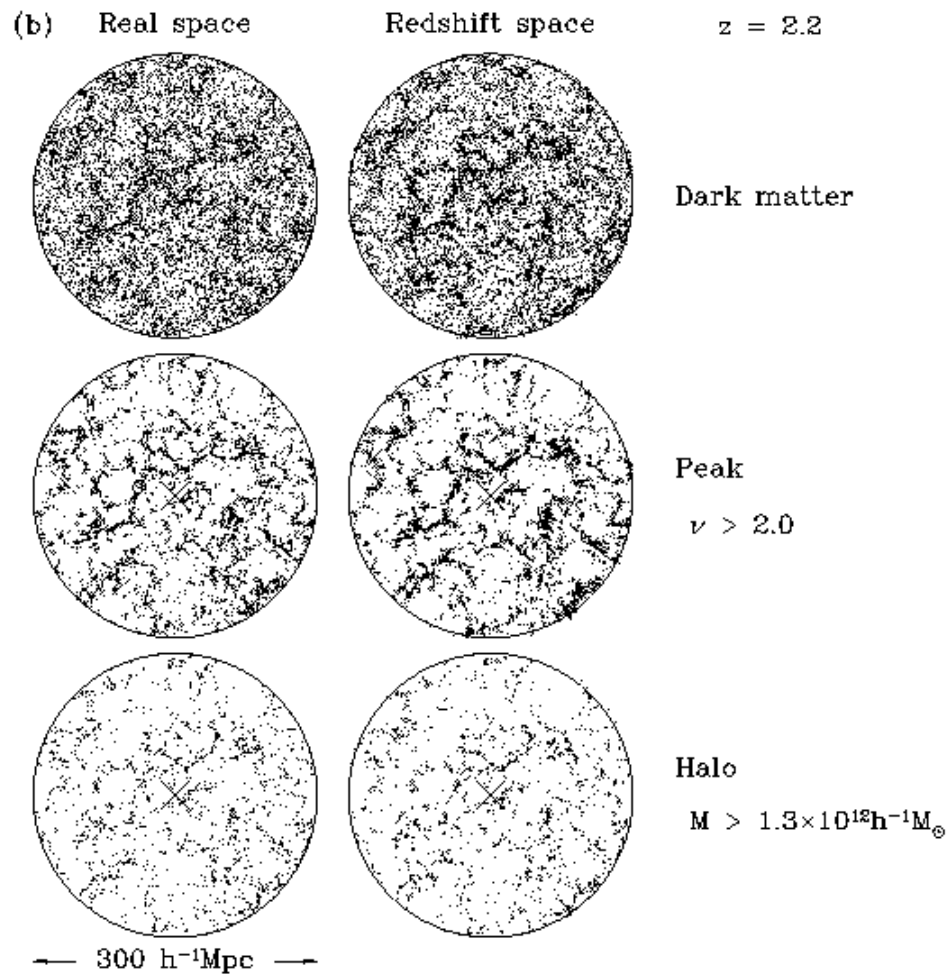 (b) Real space Redshift space z = 2.2
Dark matter
Peak
ν > 2.0
Halo
M > 1.3×10¹²h⁻¹M☉
300 h⁻¹Mpc